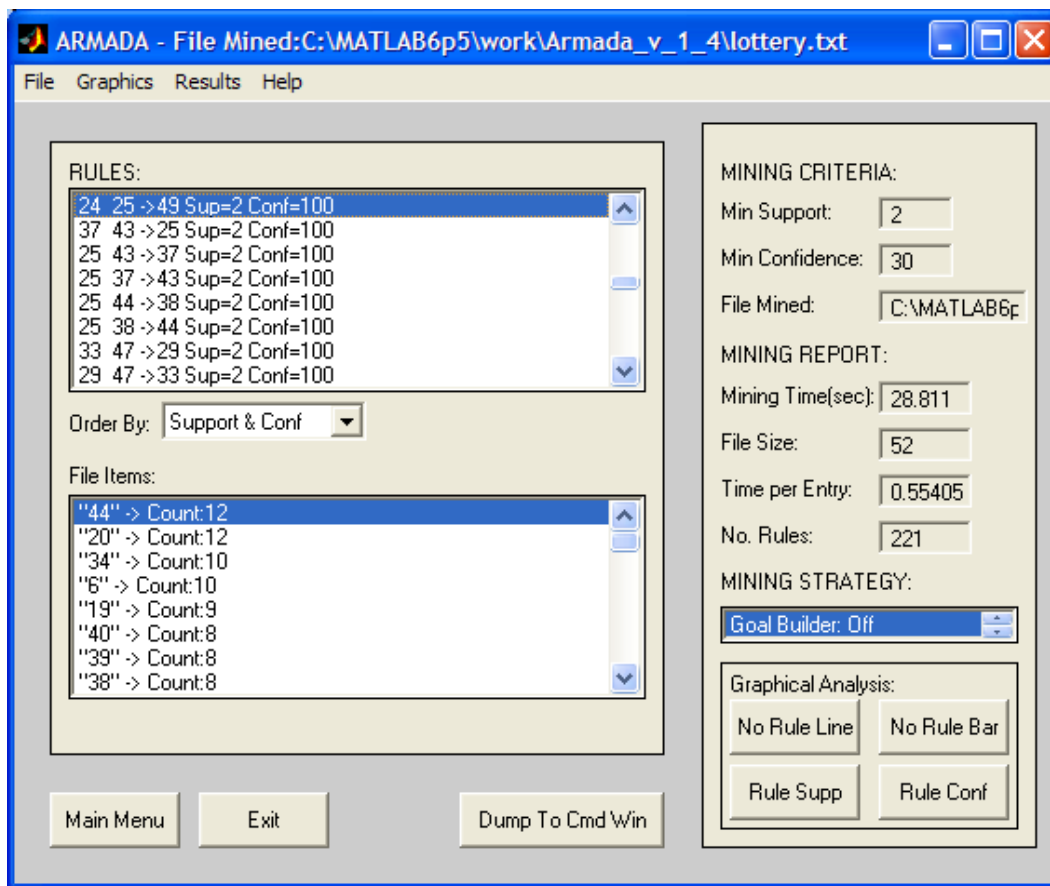 ARMADA - File Mined:C:\MATLAB6p5\work\Armada_v_1_4\lottery.txt
File Graphics Results Help
RULES:
24 25 ->49 Sup=2 Conf=100
37 43 ->25 Sup=2 Conf=100
25 43 ->37 Sup=2 Conf=100
25 37 ->43 Sup=2 Conf=100
25 44 ->38 Sup=2 Conf=100
25 38 ->44 Sup=2 Conf=100
33 47 ->29 Sup=2 Conf=100
29 47 ->33 Sup=2 Conf=100
Order By: Support & Conf
File Items:
"44" -> Count:12
"20" -> Count:12
"34" -> Count:10
"6" -> Count:10
"19" -> Count:9
"40" -> Count:8
"39" -> Count:8
"38" -> Count:8
Main Menu
Exit
Dump To Cmd Win
MINING CRITERIA:
Min Support: 2
Min Confidence: 30
File Mined: C:\MATLAB6p
MINING REPORT:
Mining Time(sec): 28.811
File Size: 52
Time per Entry: 0.55405
No. Rules: 221
MINING STRATEGY:
Goal Builder: Off
Graphical Analysis:
No Rule Line
No Rule Bar
Rule Supp
Rule Conf